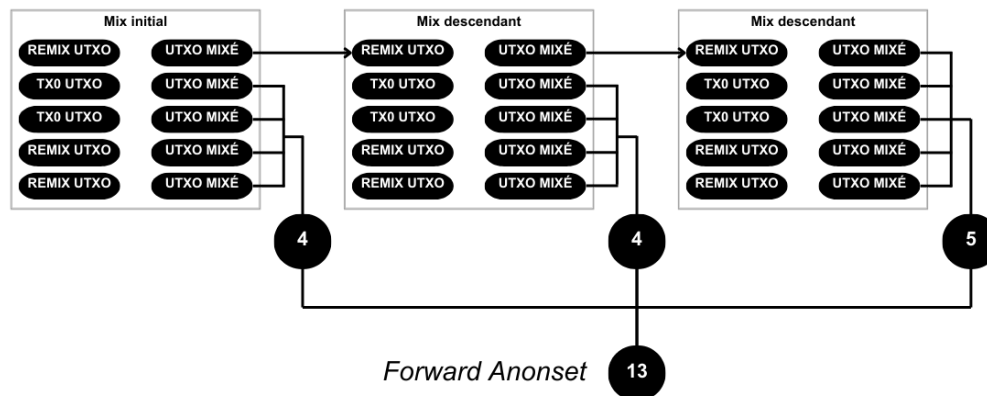 Mix initial Mix descendant Mix descendant
REMIX UTXO UTXO MIXÉ REMIX UTXO UTXO MIXÉ REMIX UTXO UTXO MIXÉ
TX0 UTXO UTXO MIXÉ TX0 UTXO UTXO MIXÉ TX0 UTXO UTXO MIXÉ
TX0 UTXO UTXO MIXÉ TX0 UTXO UTXO MIXÉ TX0 UTXO UTXO MIXÉ
REMIX UTXO UTXO MIXÉ REMIX UTXO UTXO MIXÉ REMIX UTXO UTXO MIXÉ
REMIX UTXO UTXO MIXÉ REMIX UTXO UTXO MIXÉ REMIX UTXO UTXO MIXÉ
4 4 5
Forward Anonset 13